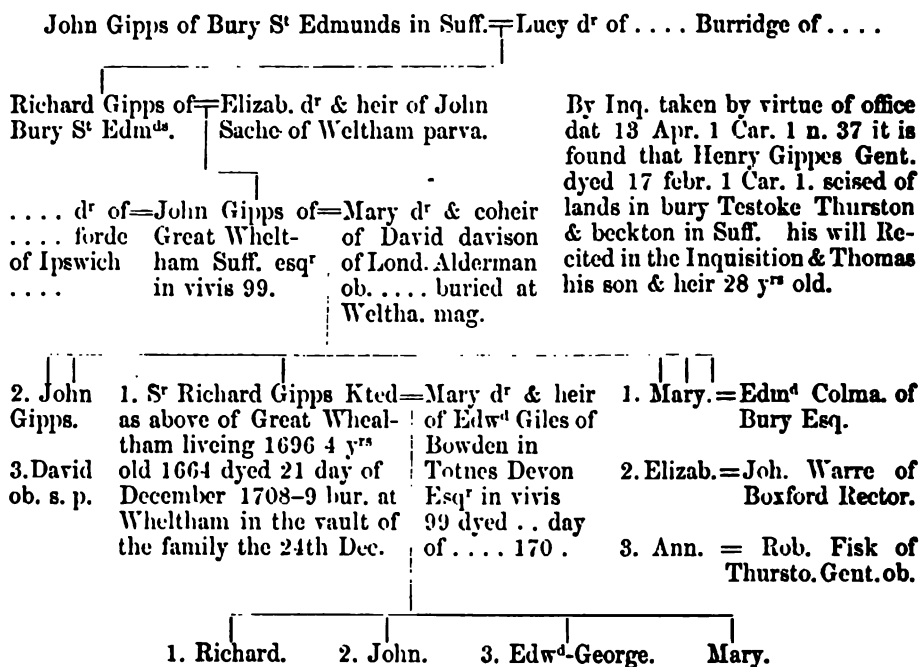 John Gipps of Bury Sᵗ Edmunds in Suff.=Lucy dʳ of .... Burridge of ....
Richard Gipps of=Elizab. dʳ & heir of John
Bury Sᵗ Edmᵈˢ. Sache of Weltham parva.
By Inq. taken by virtue of office
dat 13 Apr. 1 Car. 1 n. 37 it is
found that Henry Gippes Gent.
dyed 17 febr. 1 Car. 1. seised of
lands in bury Testoke Thurston
& beckton in Suff. his will Re-
cited in the Inquisition & Thomas
his son & heir 28 yʳˢ old.
.... dʳ of=John Gipps of=Mary dʳ & coheir
.... forde Great Whelt- of David davison
of Ipswich ham Suff. esqʳ of Lond. Alderman
.... in vivis 99. ob..... buried at
Weltha. mag.
2. John
Gipps.
3.David
ob. s. p.
1. Sʳ Richard Gipps Kted=Mary dʳ & heir
as above of Great Wheal- of Edwᵈ Giles of
tham liveing 1696 4 yʳˢ Bowden in
old 1664 dyed 21 day of Totnes Devon
December 1708-9 bur. at Esqʳ in vivis
Wheltham in the vault of 99 dyed .. day
the family the 24th Dec. of .... 170 .
1. Mary.=Edmᵈ Colma. of
Bury Esq.
2. Elizab.=Joh. Warre of
Boxford Rector.
3. Ann. = Rob. Fisk of
Thursto. Gent. ob.
1. Richard. 2. John. 3. Edwᵈ-George. Mary.